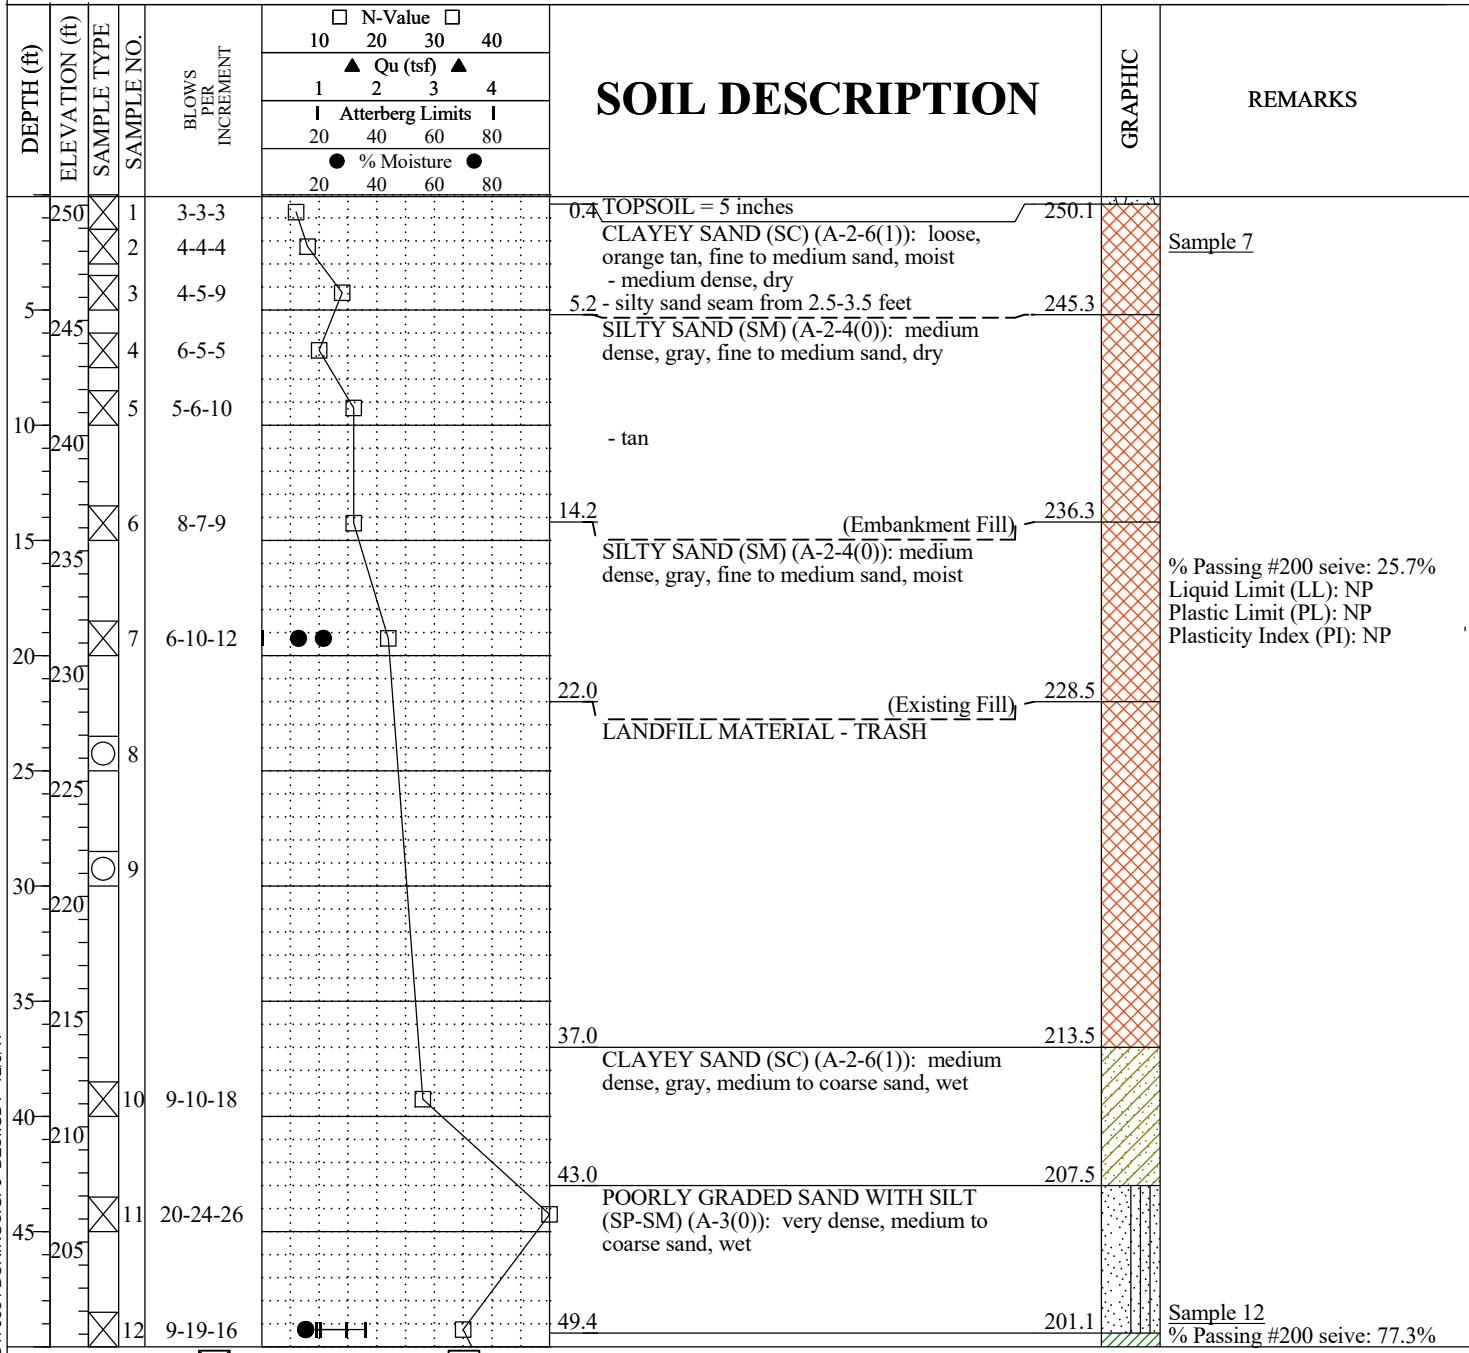 DEPTH (ft)
ELEVATION (ft)
SAMPLE TYPE
SAMPLE NO.
BLOWS
PER
INCREMENT
N-Value
10 20 30 40
Qu (tsf)
1 2 3 4
Atterberg Limits
20 40 60 80
% Moisture
20 40 60 80
SOIL DESCRIPTION
GRAPHIC
REMARKS
250 1 3-3-3 0.4 TOPSOIL = 5 inches 250.1
CLAYEY SAND (SC) (A-2-6(1)): loose,
2 4-4-4 orange tan, fine to medium sand, moist Sample 7
- medium dense, dry
3 4-5-9
5 5.2 - silty sand seam from 2.5-3.5 feet 245.3
245 SILTY SAND (SM) (A-2-4(0)): medium
4 6-5-5 dense, gray, fine to medium sand, dry
5 5-6-10
10
240 - tan
14.2 236.3
6 8-7-9 (Embankment Fill)
15
SILTY SAND (SM) (A-2-4(0)): medium
235 % Passing #200 seive: 25.7%
dense, gray, fine to medium sand, moist
Liquid Limit (LL): NP
Plastic Limit (PL): NP
7 6-10-12 Plasticity Index (PI): NP
20
230
22.0 228.5
(Existing Fill)
LANDFILL MATERIAL - TRASH
8
25
225
9
30
220
35
215
37.0 213.5
CLAYEY SAND (SC) (A-2-6(1)): medium
dense, gray, medium to coarse sand, wet
10 9-10-18
40
210
43.0 207.5
POORLY GRADED SAND WITH SILT
11 20-24-26 (SP-SM) (A-3(0)): very dense, medium to
45 coarse sand, wet
205
49.4 201.1 Sample 12
12 9-19-16 % Passing #200 seive: 77.3%